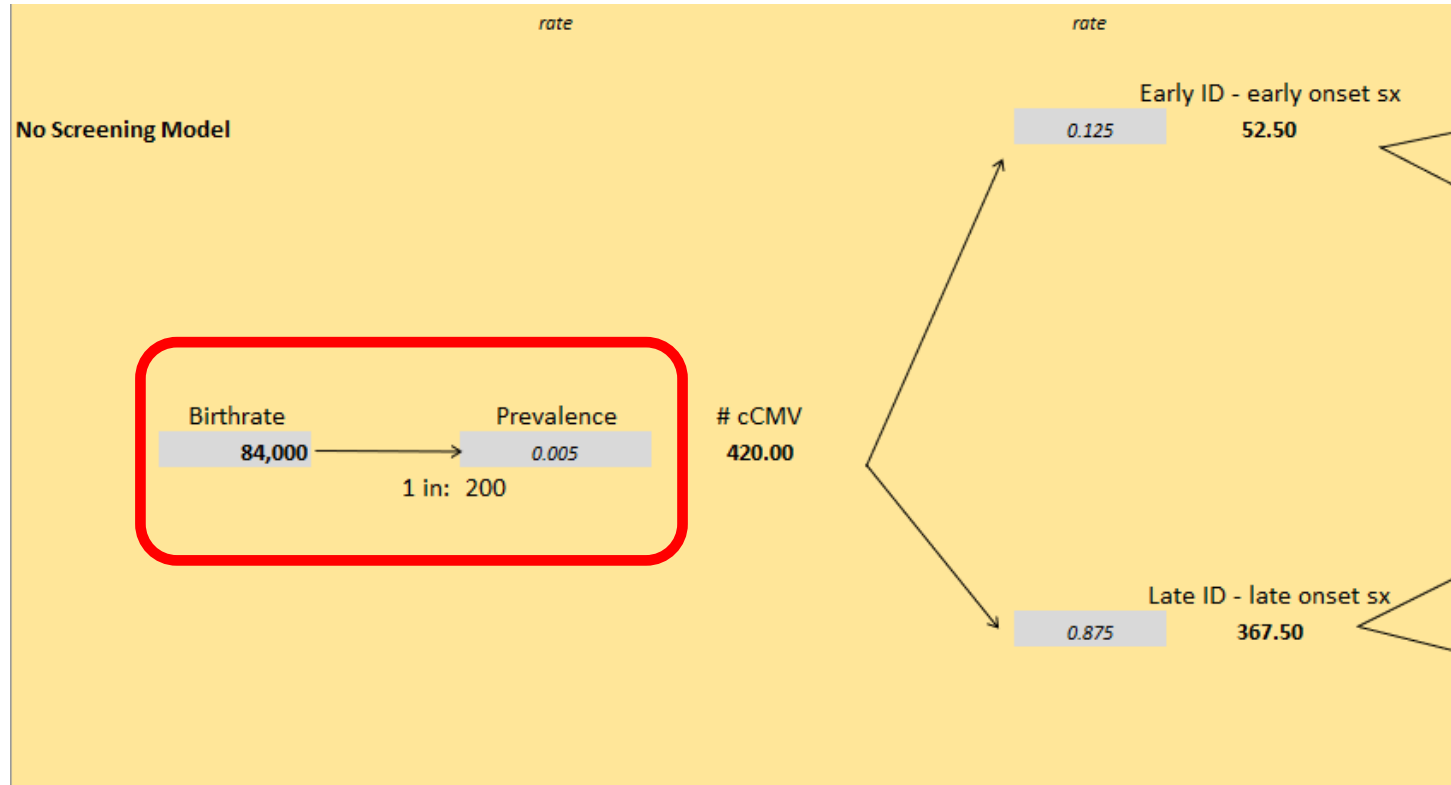 rate rate
Early ID - early onset sx
No Screening Model 0.125 52.50
Birthrate Prevalence # cCMV
84,000 0.005 420.00
1 in: 200
Late ID - late onset sx
0.875 367.50